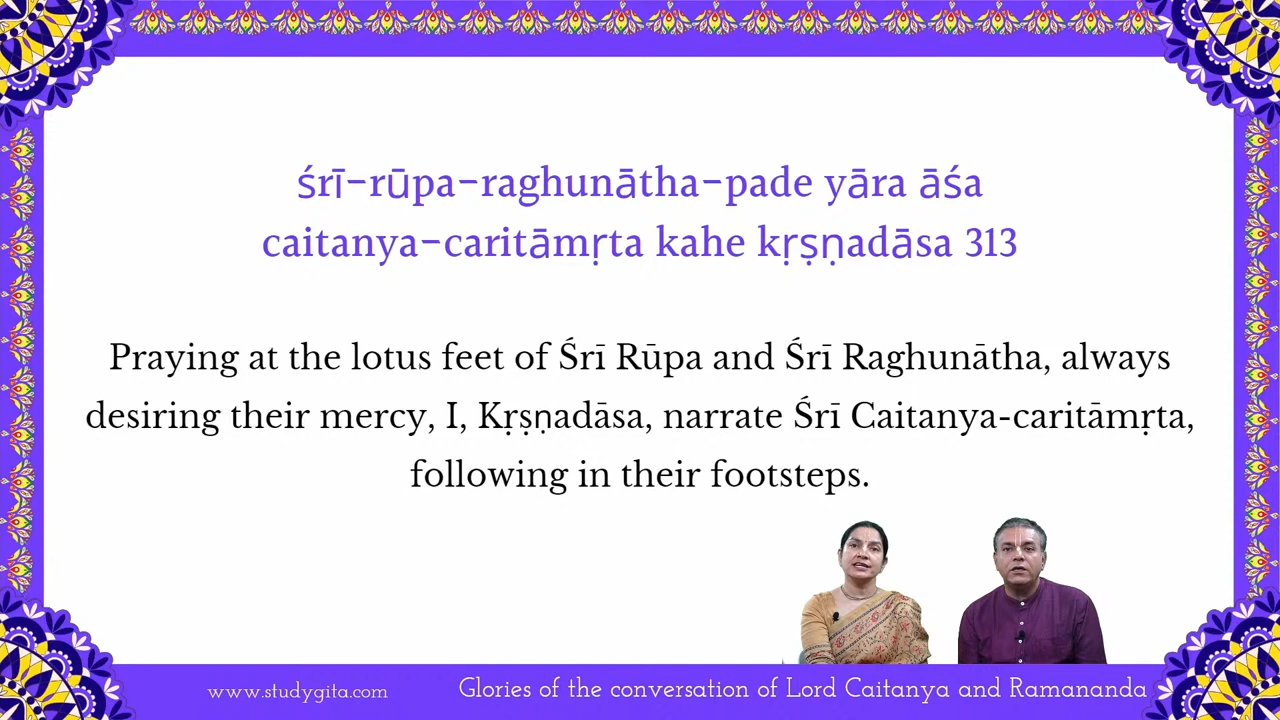 śrī-rūpa-raghunātha-pade yāra āśa
caitanya-caritāmṛta kahe kṛṣṇadāsa 313
Praying at the lotus feet of Śrī Rūpa and Śrī Raghunātha, always
desiring their mercy, I, Kṛṣṇadāsa, narrate Śrī Caitanya-caritāmṛta,
following in their footsteps.
www.studygita.com
Glories of the conversation of Lord Caitanya and Ramananda